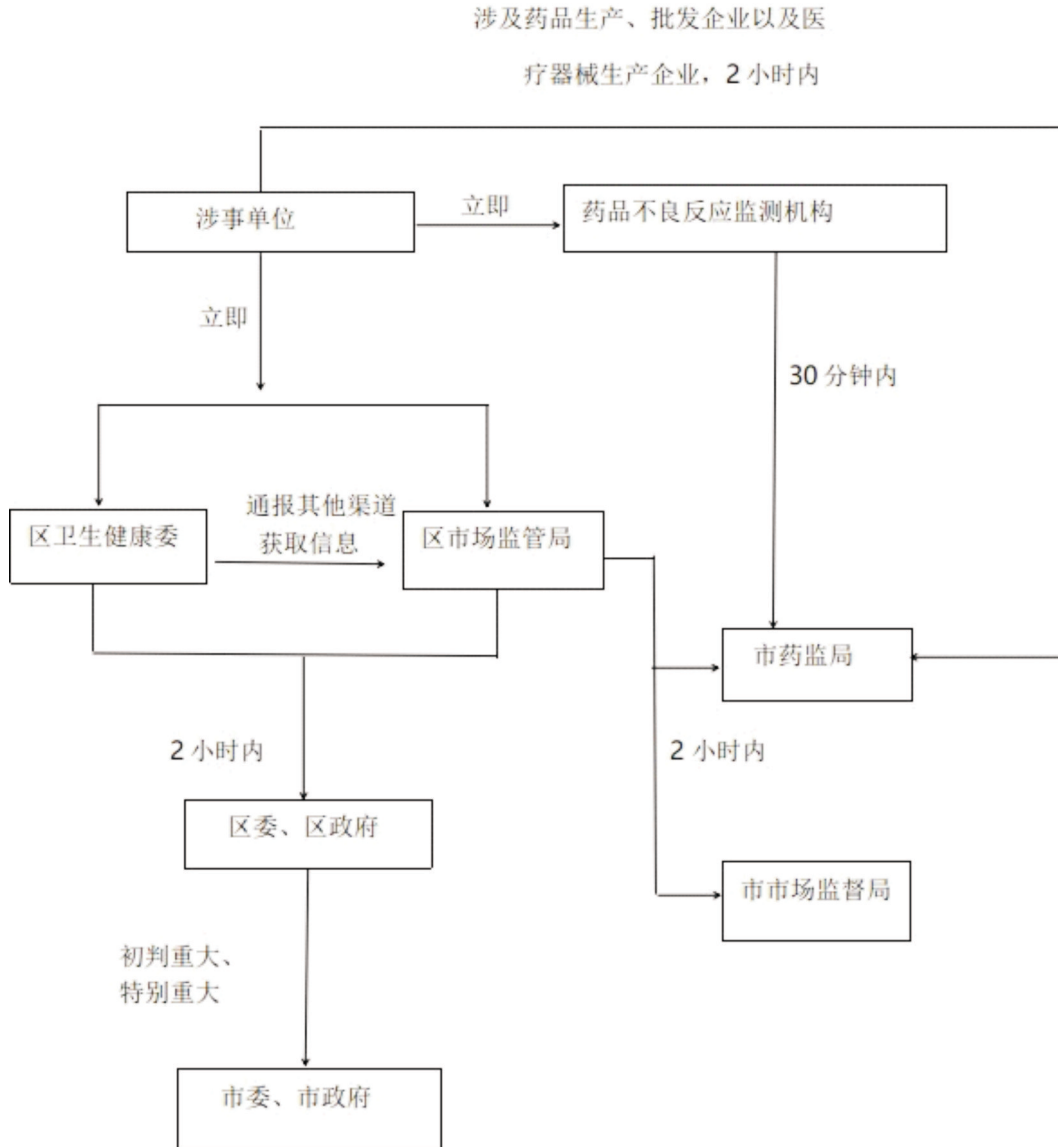 涉及药品生产、批发企业以及医
疗器械生产企业，2 小时内
涉事单位
立即
药品不良反应监测机构
立即
30 分钟内
区卫生健康委
通报其他渠道
获取信息
区市场监管局
市药监局
2 小时内
2 小时内
区委、区政府
市市场监督局
初判重大、
特别重大
市委、市政府